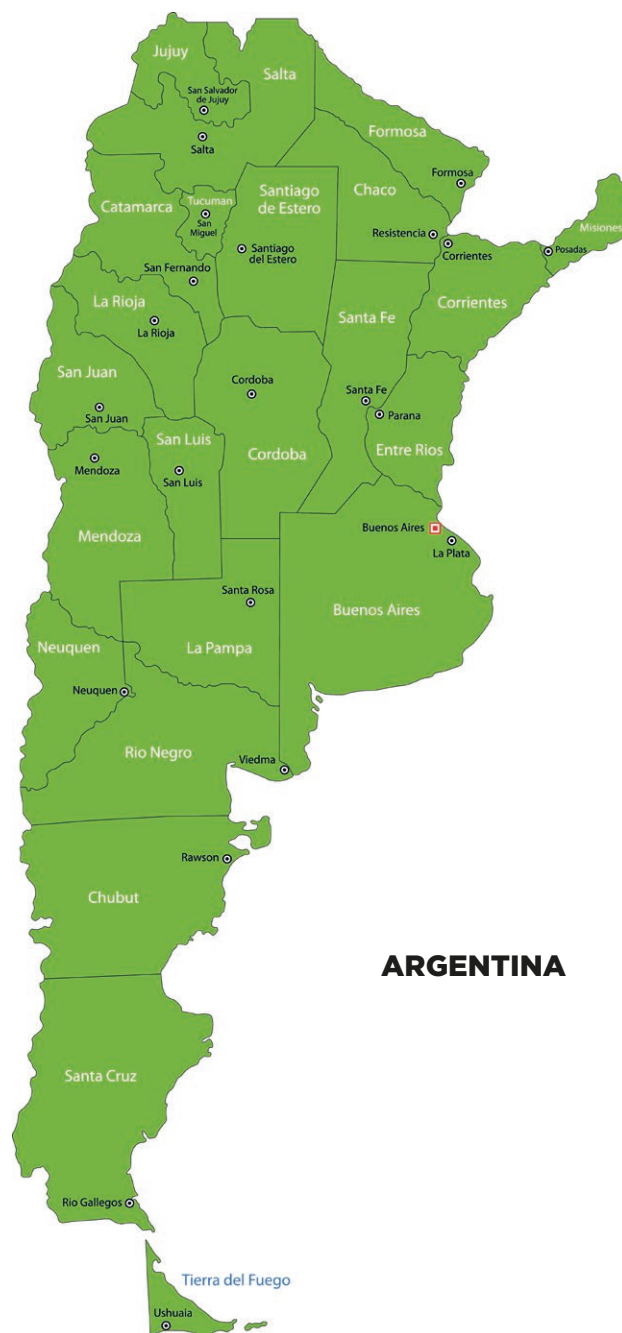 Jujuy
Salta
San Salvador
de Jujuy
Salta
Formosa
Formosa
Chaco
Santiago
de Estero
Catamarca
Tucuman
San
Miguel
Misiones
Resistencia
Corrientes
Posadas
Santiago
del Estero
San Fernando
La Rioja
La Rioja
Corrientes
Santa Fe
San Juan
San Juan
Cordoba
Santa Fe
Parana
San Luis
San Luis
Cordoba
Entre Rios
Mendoza
Mendoza
Buenos Aires
La Plata
Santa Rosa
Buenos Aires
Neuquen
La Pampa
Neuquen
Rio Negro
Viedma
Rawson
Chubut
ARGENTINA
Santa Cruz
Rio Gallegos
Tierra del Fuego
Ushuaia